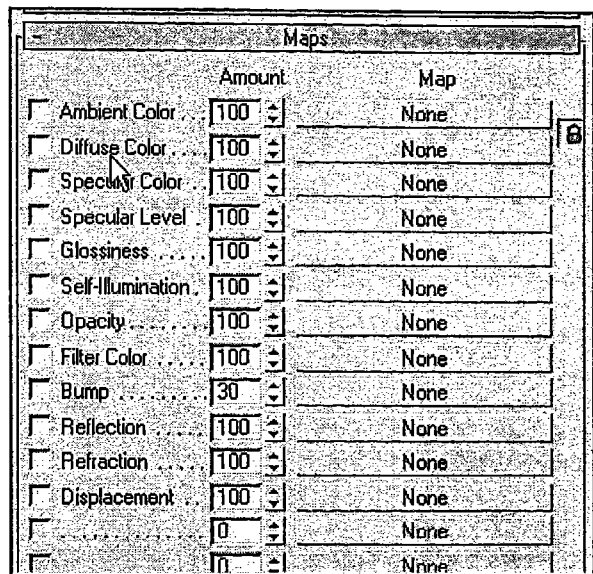 - Maps
Amount Map
Ambient Color . . . 100 None
Diffuse Color . . . . 100 None
Specular Color . . 100 None
Specular Level . 100 None
Glossiness . . . . . 100 None
Self-Illumination . 100 None
Opacity . . . . . . . . 100 None
Filter Color . . . . . 100 None
Bump . . . . . . . . . 30 None
Reflection . . . . . 100 None
Refraction . . . . . 100 None
Displacement . . 100 None
. . . . . . . . . . . . . . 0 None
0 None